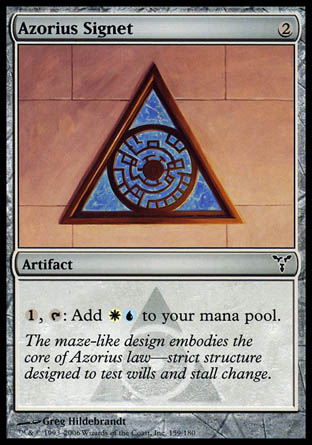 Azorius Signet 2
Artifact
1, : Add to your mana pool.
The maze-like design embodies the
core of Azorius law—strict structure
designed to test wills and stall change.
Greg Hildebrandt
™ & © 1993–2006 Wizards of the Coast, Inc. 159/180